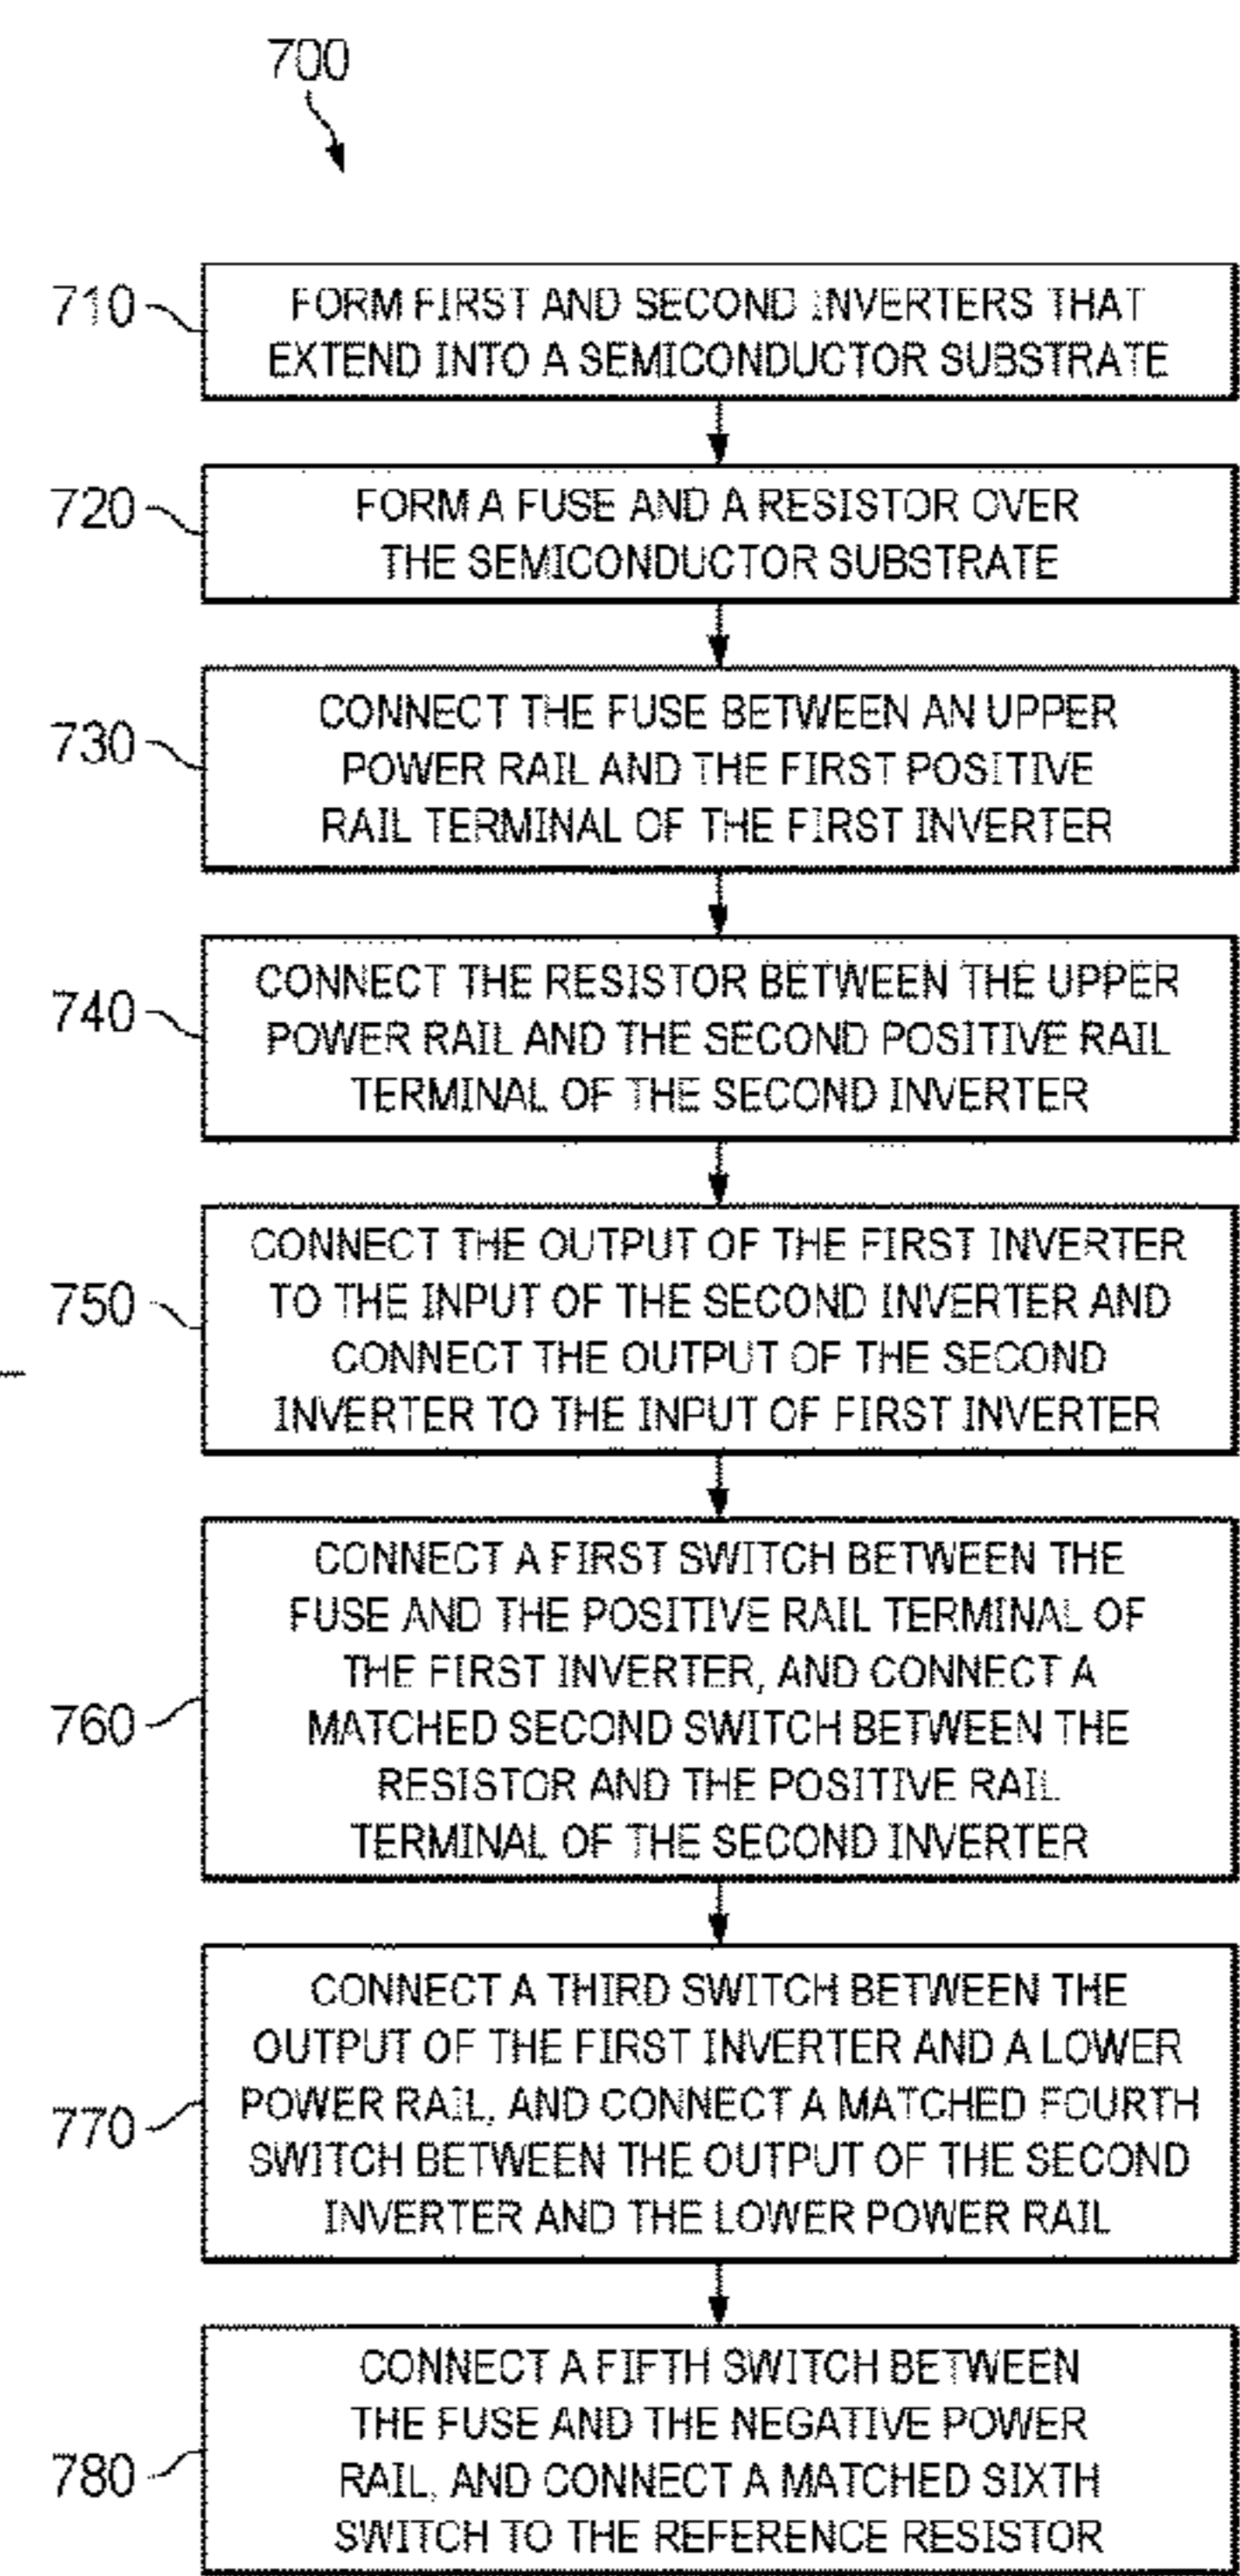 700
710
FORM FIRST AND SECOND INVERTERS THAT
EXTEND INTO A SEMICONDUCTOR SUBSTRATE
720
FORM A FUSE AND A RESISTOR OVER
THE SEMICONDUCTOR SUBSTRATE
730
CONNECT THE FUSE BETWEEN AN UPPER
POWER RAIL AND THE FIRST POSITIVE
RAIL TERMINAL OF THE FIRST INVERTER
740
CONNECT THE RESISTOR BETWEEN THE UPPER
POWER RAIL AND THE SECOND POSITIVE RAIL
TERMINAL OF THE SECOND INVERTER
750
CONNECT THE OUTPUT OF THE FIRST INVERTER
TO THE INPUT OF THE SECOND INVERTER AND
CONNECT THE OUTPUT OF THE SECOND
INVERTER TO THE INPUT OF FIRST INVERTER
760
CONNECT A FIRST SWITCH BETWEEN THE
FUSE AND THE POSITIVE RAIL TERMINAL OF
THE FIRST INVERTER, AND CONNECT A
MATCHED SECOND SWITCH BETWEEN THE
RESISTOR AND THE POSITIVE RAIL
TERMINAL OF THE SECOND INVERTER
770
CONNECT A THIRD SWITCH BETWEEN THE
OUTPUT OF THE FIRST INVERTER AND A LOWER
POWER RAIL, AND CONNECT A MATCHED FOURTH
SWITCH BETWEEN THE OUTPUT OF THE SECOND
INVERTER AND THE LOWER POWER RAIL
780
CONNECT A FIFTH SWITCH BETWEEN
THE FUSE AND THE NEGATIVE POWER
RAIL, AND CONNECT A MATCHED SIXTH
SWITCH TO THE REFERENCE RESISTOR